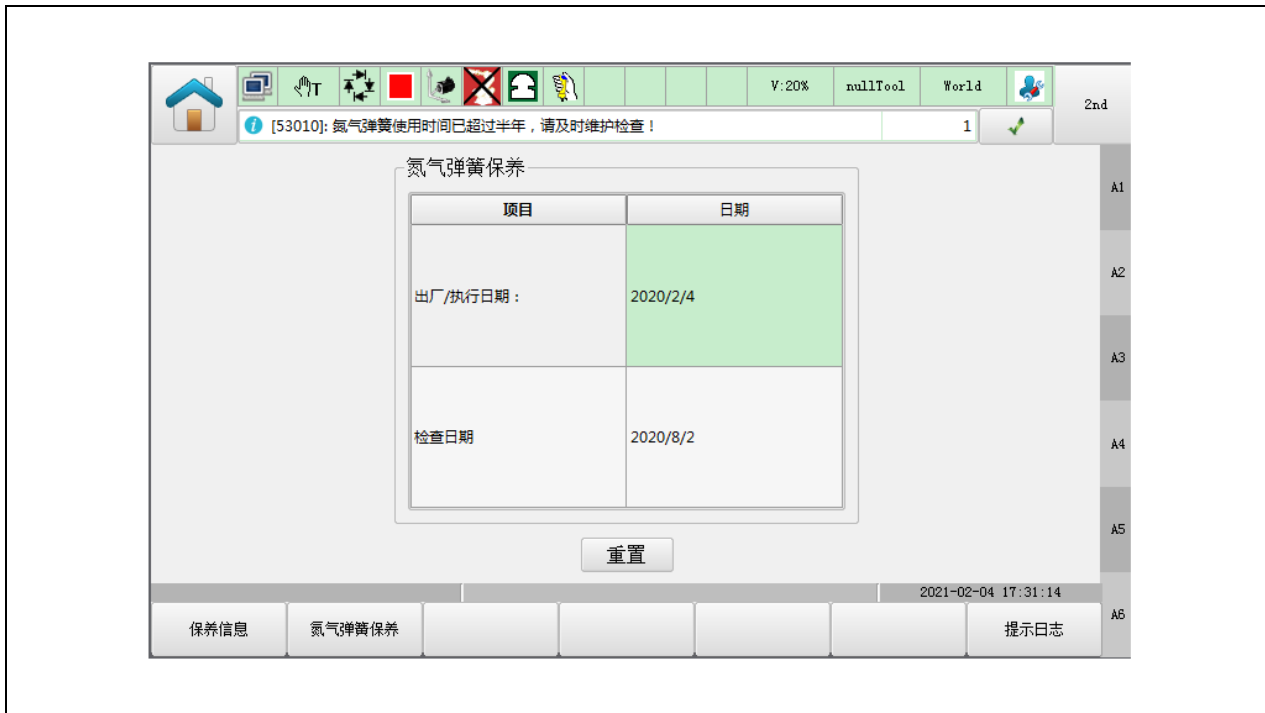 T
V:20%
nullTool
World
2nd
[53010]: 氮气弹簧使用时间已超过半年，请及时维护检查！
1
氮气弹簧保养
项目
日期
出厂/执行日期：
2020/2/4
检查日期
2020/8/2
重置
A1
A2
A3
A4
A5
A6
2021-02-04 17:31:14
保养信息
氮气弹簧保养
提示日志